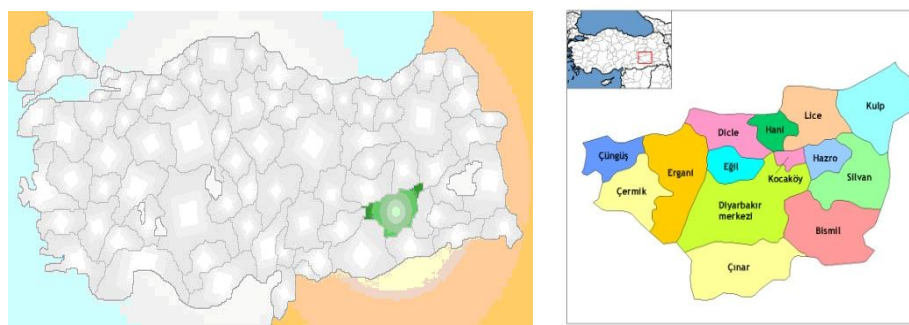 Kulp
Lice
Hani
Dicle
Çüngüş
Ergani
Eğil
Hazro
Kocaköy
Silvan
Çermik
Diyarbakır
merkezi
Bismil
Çınar